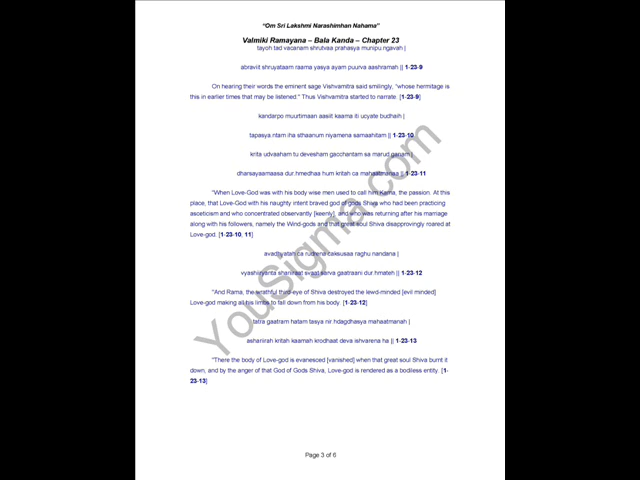 "Om Sri Lakshmi Narashimhan Nahama"
Valmiki Ramayana – Bala Kanda – Chapter 23
tayoh tad vacanam shrutvaa prahasya munipu ngavah |
abraviit shruyataam raama yasya ayam puurva aashramah || 1-23-9
On hearing their words the eminent sage Vishvamitra said smilingly, "whose hermitage is
this in earlier times that may be listened." Thus Vishvamitra started to narrate. [1-23-9]
kandarpo muurtimaan aasiit kaama iti ucyate budhaih |
tapasya ntam iha sthaanum niyamena samaahitam || 1-23-10
krita udvaaham tu devesham gacchantam sa marud ganam |
dharsayaamaasa dur hmedhaa hum kritah ca mahaatmanaa || 1-23-11
"When Love-God was with his body wise men used to call him Kama, the passion. At this
place, that Love-God with his naughty intent braved god of gods Shiva who had been practicing
asceticism and who concentrated observantly [keenly], and who was returning after his marriage
along with his followers, namely the Wind-gods and that great soul Shiva disapprovingly roared at
Love-god. [1-23-10, 11]
avadhyatah ca rudrena caksusaa raghu nandana |
vyashiiryanta shariiraat svaat sarva gaatraani dur hmateh || 1-23-12
"And Rama, the wrathful third-eye of Shiva destroyed the lewd-minded [evil minded]
Love-god making all his limbs to fall down from his body. [1-23-12]
tatra gaatram hatam tasya nir hdagdhasya mahaatmanah |
ashariirah kritah kaamah krodhaat deva ishvarena ha || 1-23-13
"There the body of Love-god is evanesced [vanished] when that great soul Shiva burnt it
down, and by the anger of that God of Gods Shiva, Love-god is rendered as a bodiless entity. [1-
23-13]
Page 3 of 6
YouSigma.com